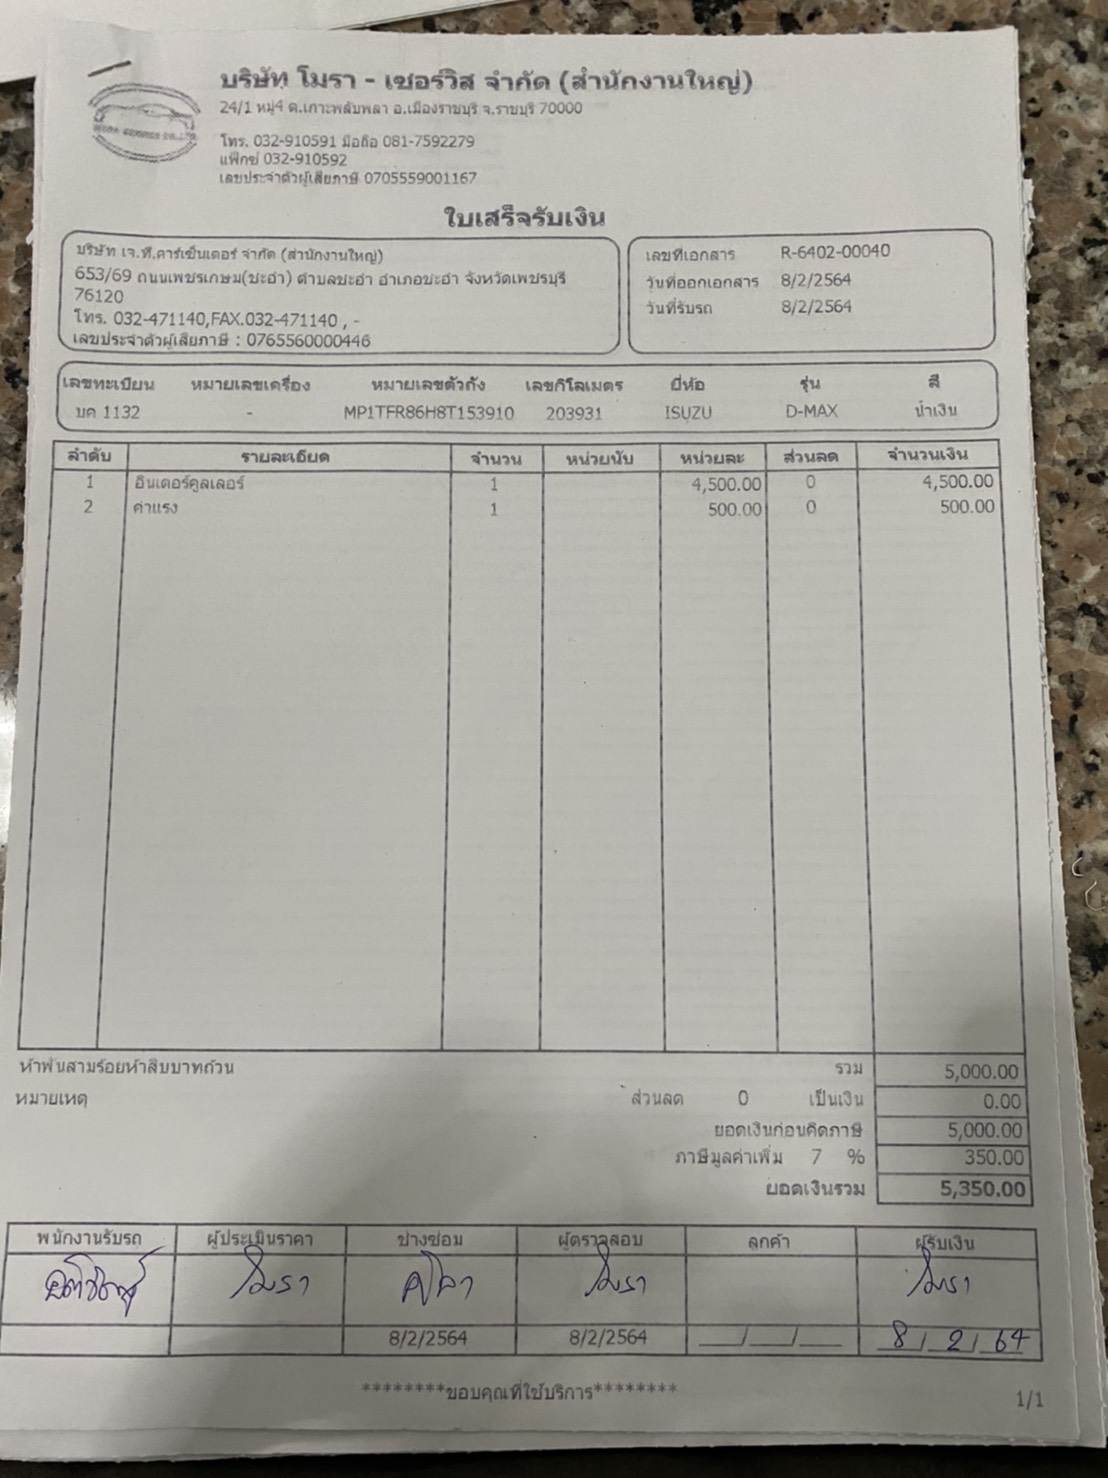 บริษัท โมรา - เซอร์วิส จำกัด (สำนักงานใหญ่)
24/1 หมู่4 ต.เกาะพลับพลา อ.เมืองราชบุรี จ.ราชบุรี 70000
โทร. 032-910591 มือถือ 081-7592279
แฟ๊กซ์ 032-910592
เลขประจำตัวผู้เสียภาษี 0705559001167
ใบเสร็จรับเงิน
บริษัท เจ.ที.คาร์เซ็นเตอร์ จำกัด (สำนักงานใหญ่)
653/69 ถนนเพชรเกษม(ชะอำ) ตำบลชะอำ อำเภอชะอำ จังหวัดเพชรบุรี
76120
โทร. 032-471140,FAX.032-471140 , -
เลขประจำตัวผู้เสียภาษี : 0765560000446
เลขที่เอกสาร R-6402-00040
วันที่ออกเอกสาร 8/2/2564
วันที่รับรถ 8/2/2564
เลขทะเบียน หมายเลขเครื่อง หมายเลขตัวถัง เลขกิโลเมตร ยี่ห้อ รุ่น สี
บค 1132 - MP1TFR86H8T153910 203931 ISUZU D-MAX น้ำเงิน
ลำดับ รายละเอียด จำนวน หน่วยนับ หน่วยละ ส่วนลด จำนวนเงิน
1 อินเตอร์คูลเลอร์ 1 4,500.00 0 4,500.00
2 ค่าแรง 1 500.00 0 500.00
ห้าพันสามร้อยห้าสิบบาทถ้วน รวม 5,000.00
หมายเหตุ ส่วนลด 0 เป็นเงิน 0.00
ยอดเงินก่อนคิดภาษี 5,000.00
ภาษีมูลค่าเพิ่ม 7 % 350.00
ยอดเงินรวม 5,350.00
พนักงานรับรถ ผู้ประเมินราคา ช่างซ่อม ผู้ตรวจสอบ ลูกค้า ผู้รับเงิน
โมรา โมรา โมรา
8/2/2564 8/2/2564 ___/___/___ 8/2/64
********ขอบคุณที่ใช้บริการ********
1/1